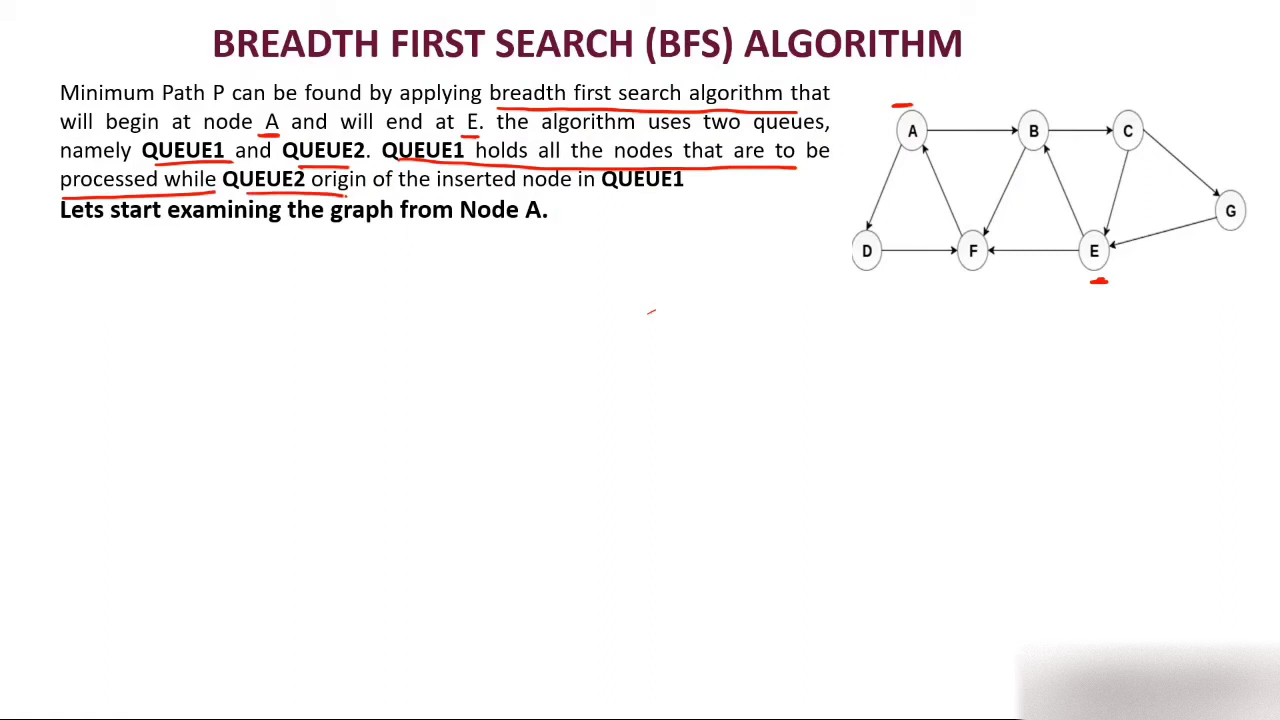 BREADTH FIRST SEARCH (BFS) ALGORITHM
Minimum Path P can be found by applying breadth first search algorithm that
will begin at node A and will end at E. the algorithm uses two queues,
namely QUEUE1 and QUEUE2. QUEUE1 holds all the nodes that are to be
processed while QUEUE2 origin of the inserted node in QUEUE1
Lets start examining the graph from Node A.
A B C
G
D F E